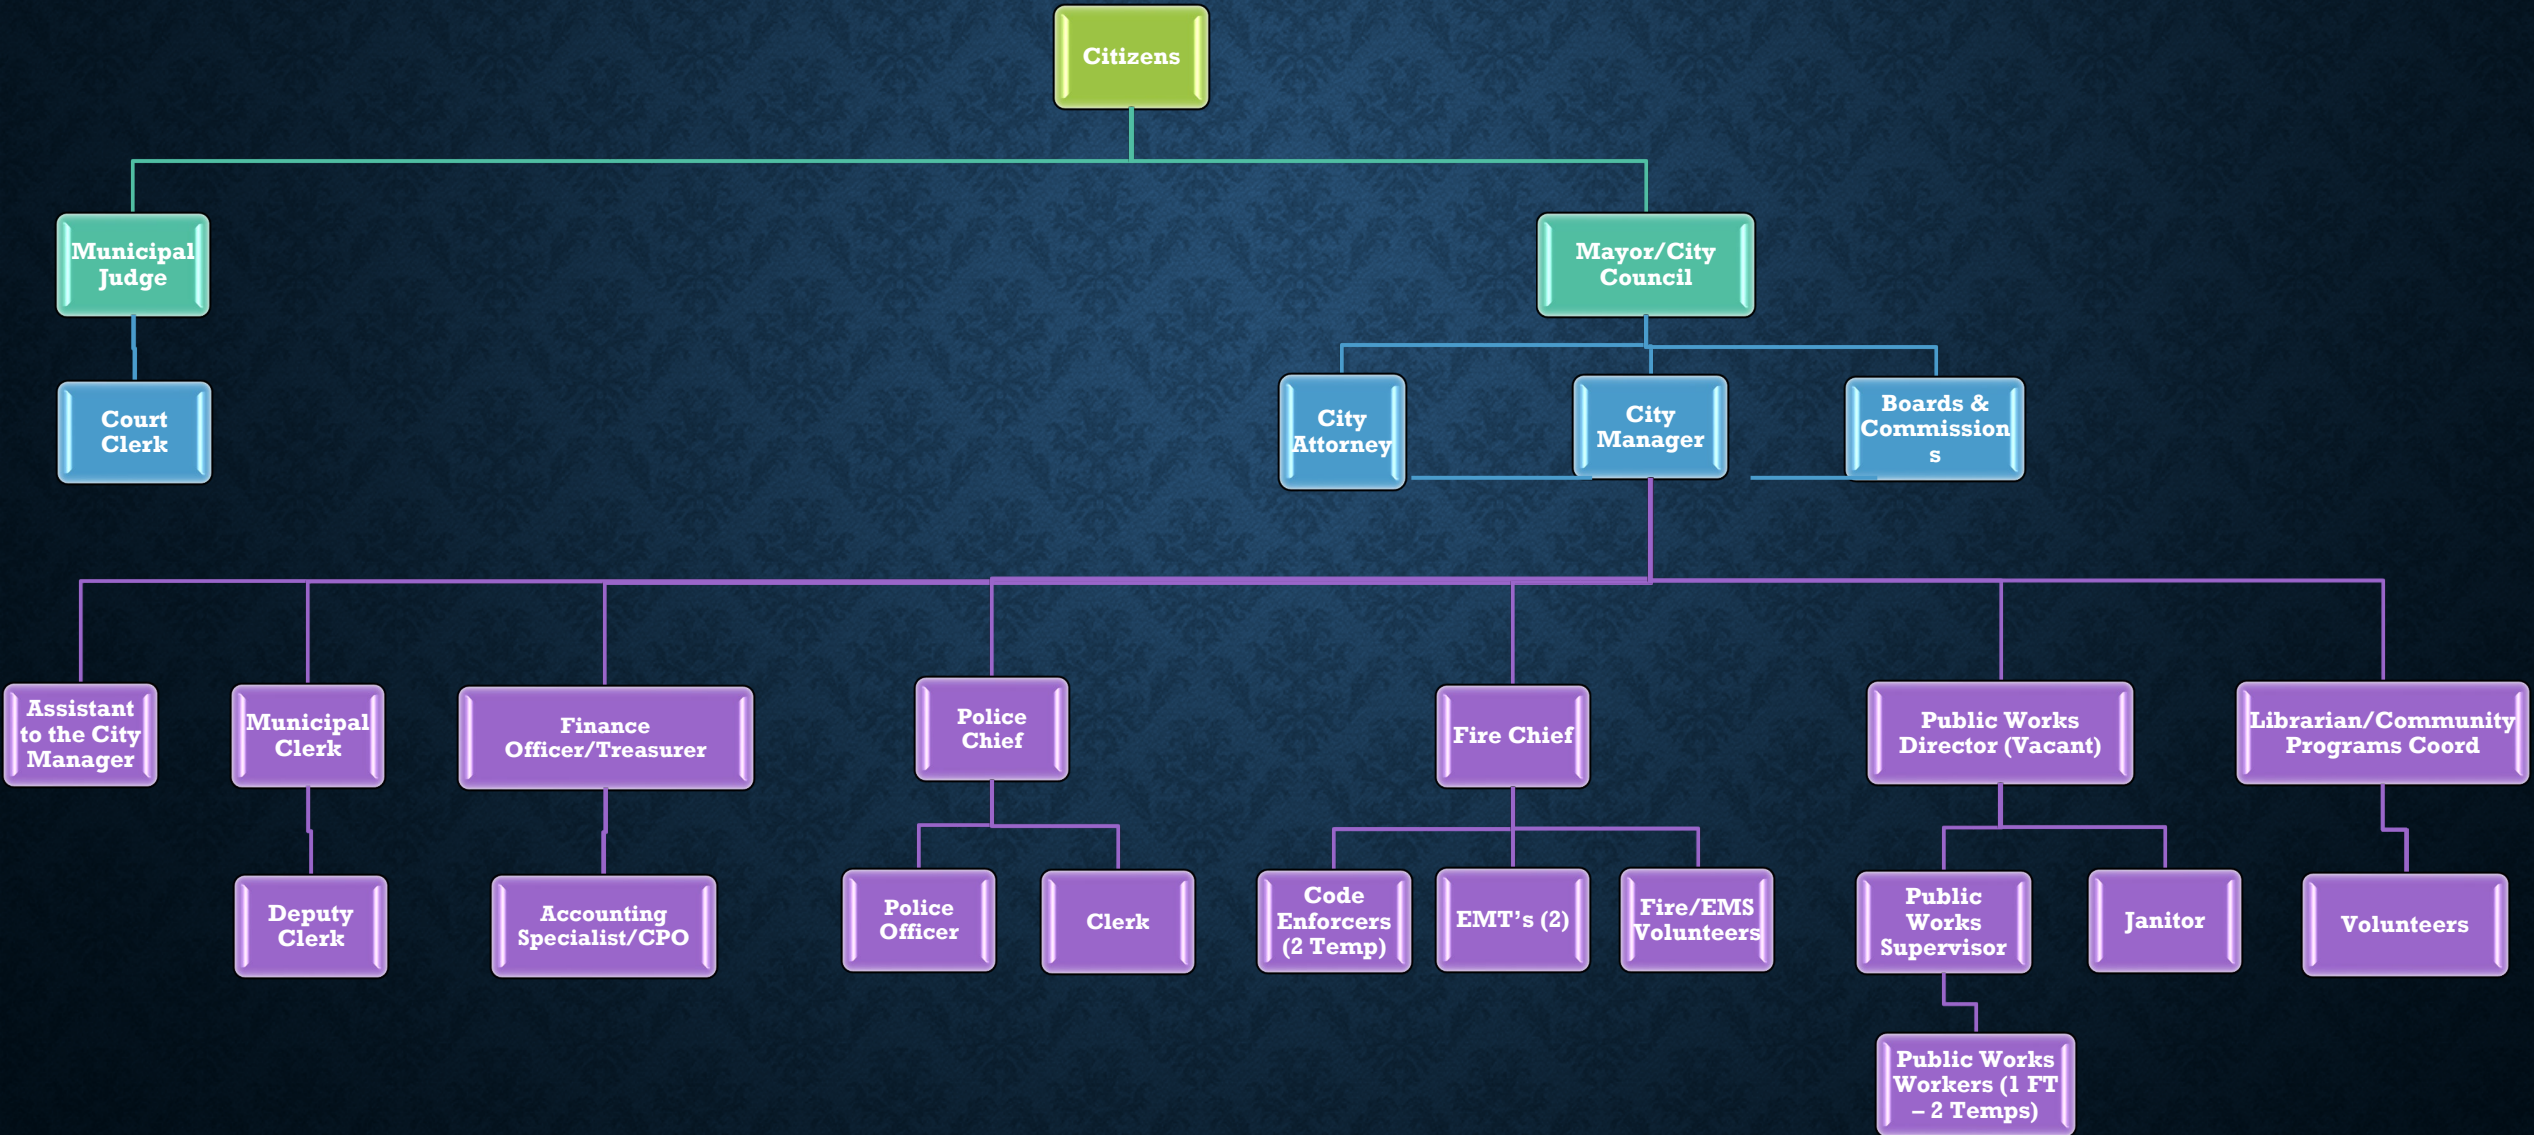 Citizens
Municipal
Judge
Mayor/City
Council
Court
Clerk
City
Attorney
City
Manager
Boards &
Commission
s
Assistant
to the City
Manager
Municipal
Clerk
Finance
Officer/Treasurer
Police
Chief
Fire Chief
Public Works
Director (Vacant)
Librarian/Community
Programs Coord
Deputy
Clerk
Accounting
Specialist/CPO
Police
Officer
Clerk
Code
Enforcers
(2 Temp)
EMT’s (2)
Fire/EMS
Volunteers
Public
Works
Supervisor
Janitor
Volunteers
Public Works
Workers (1 FT
– 2 Temps)